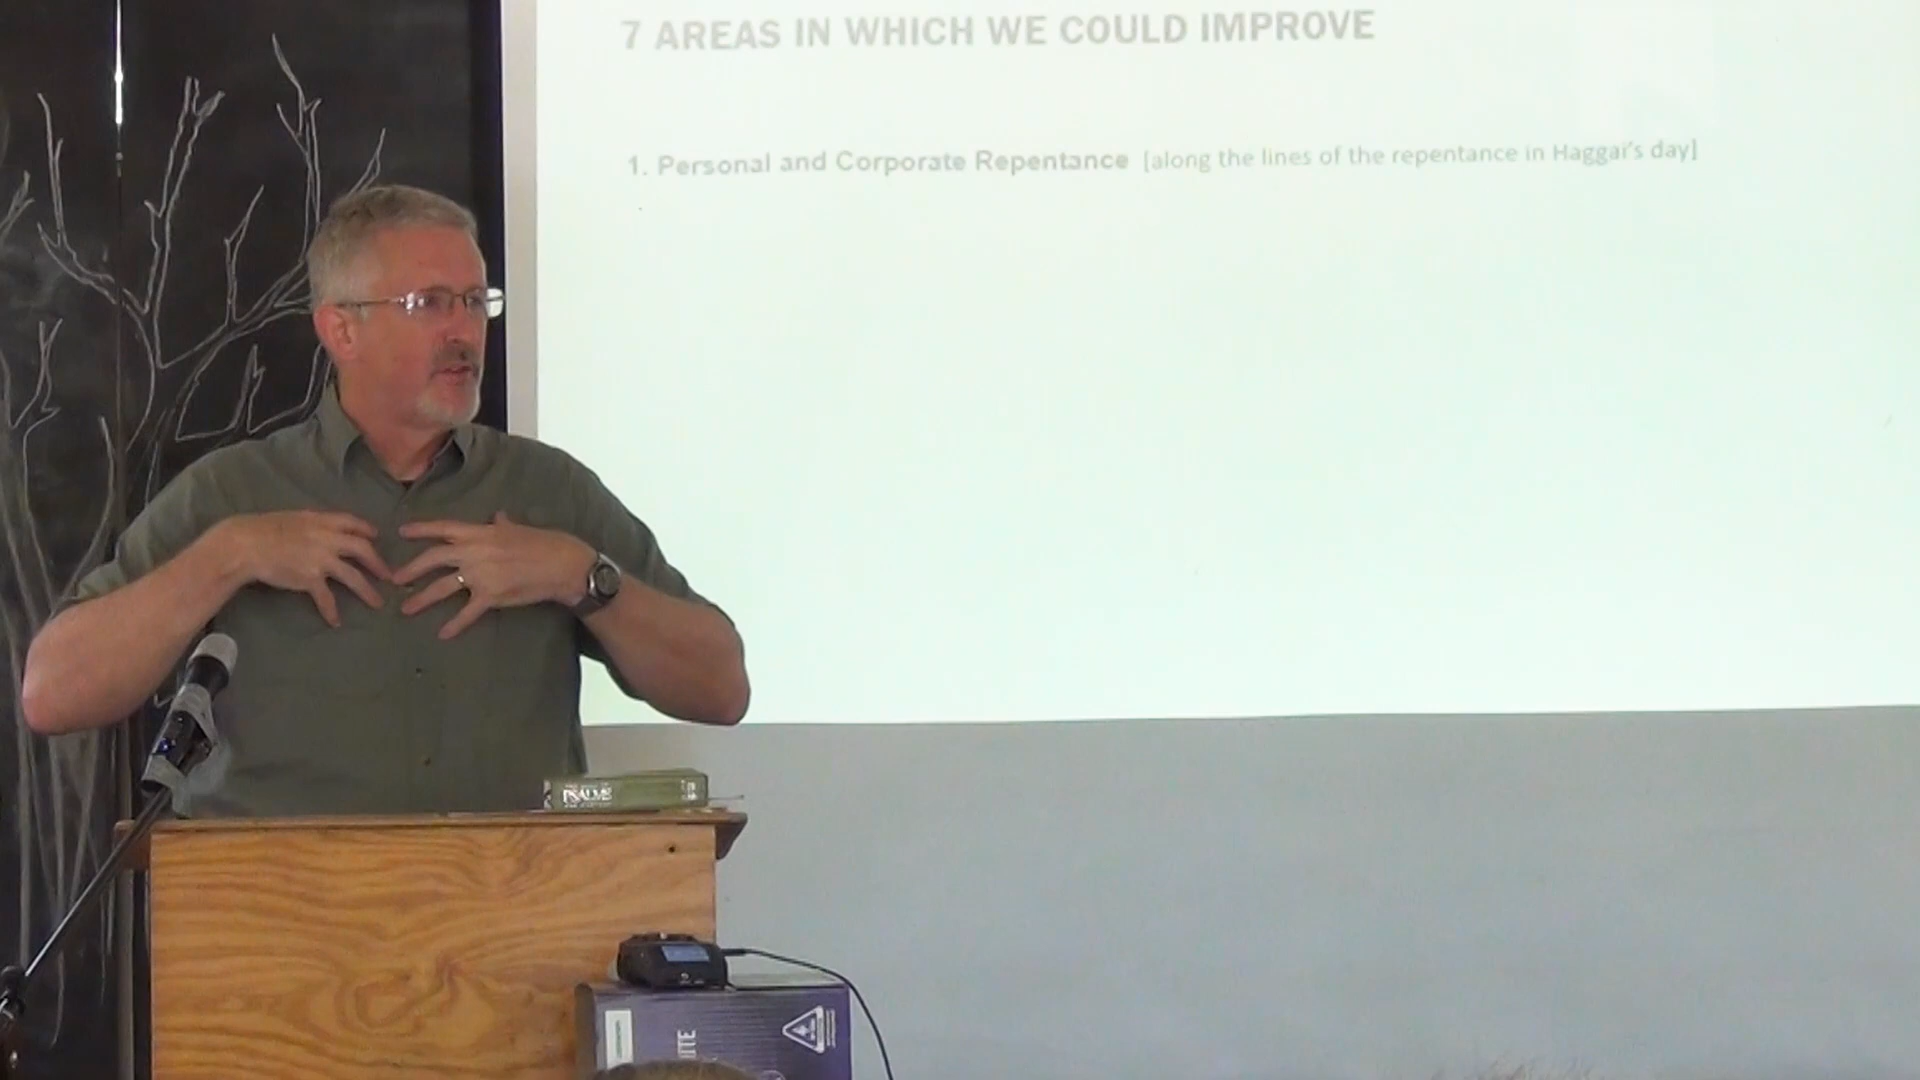 7 AREAS IN WHICH WE COULD IMPROVE
1. Personal and Corporate Repentance [along the lines of the repentance in Haggai's day]
PSALMS